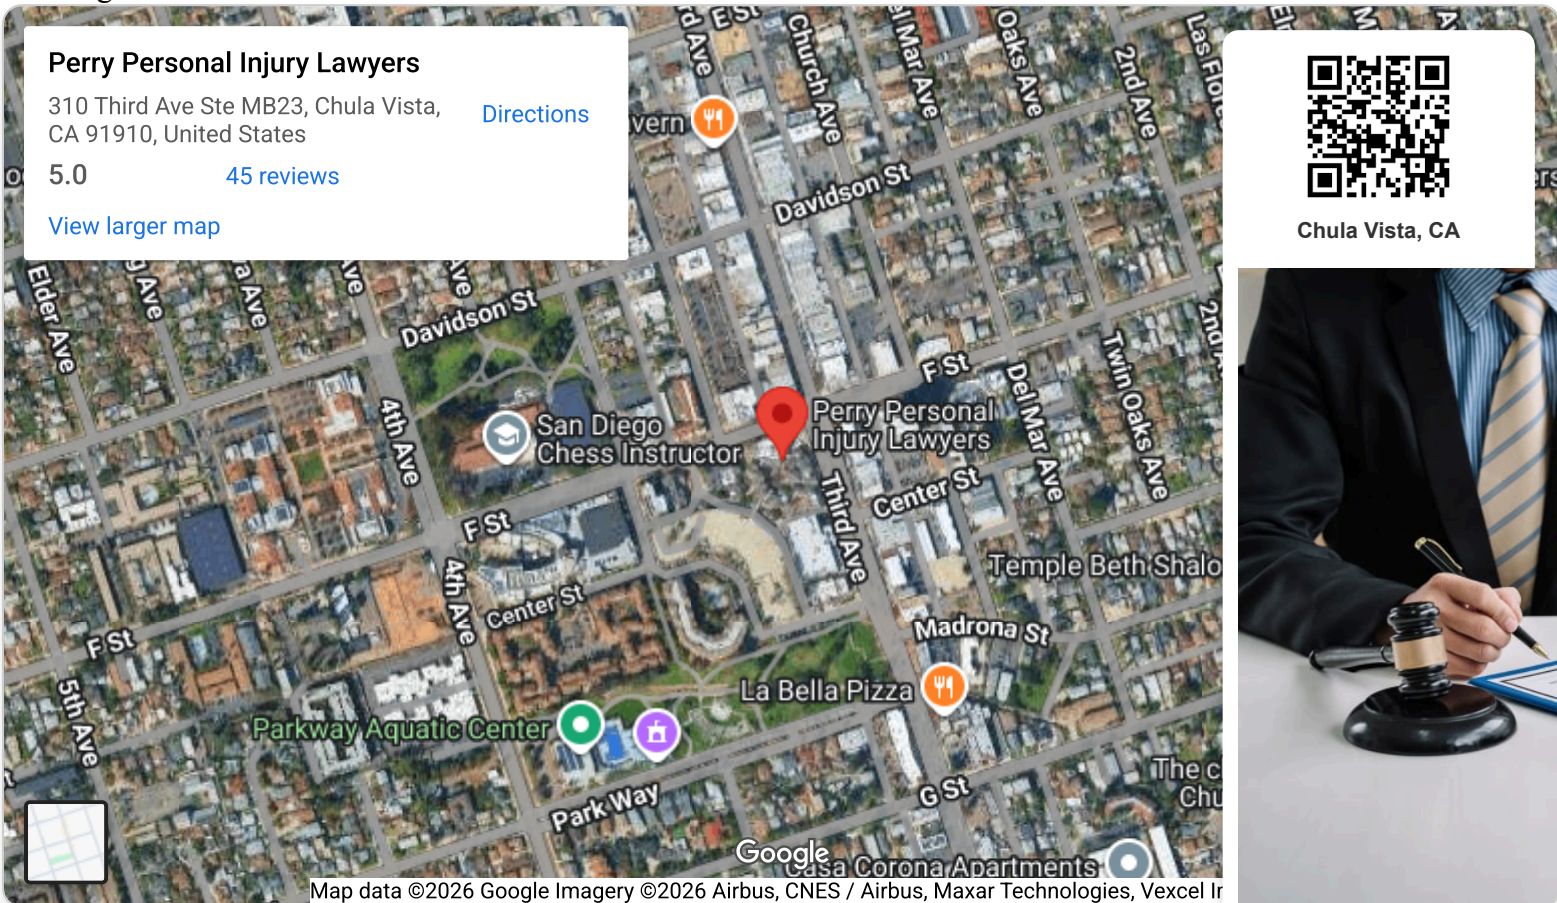 Perry Personal Injury Lawyers
310 Third Ave Ste MB23, Chula Vista,
CA 91910, United States
Directions
5.0
45 reviews
View larger map
E St
Church Ave
Oaks Ave
2nd Ave
Davidson St
Chula Vista, CA
Elder Ave
Davidson St
F St
Del Mar Ave
Twin Oaks Ave
4th Ave
San Diego
Chess Instructor
Perry Personal
Injury Lawyers
Center St
Third Ave
F St
Temple Beth Shalo
4th Ave
Center St
F St
Madrona St
La Bella Pizza
5th Ave
Parkway Aquatic Center
Park Way
G St
Google
Casa Corona Apartments
Map data ©2026 Google Imagery ©2026 Airbus, CNES / Airbus, Maxar Technologies, Vexcel